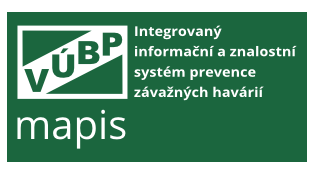 VÚBP
Integrovaný
informační a znalostní
systém prevence
závažných havárií
mapis